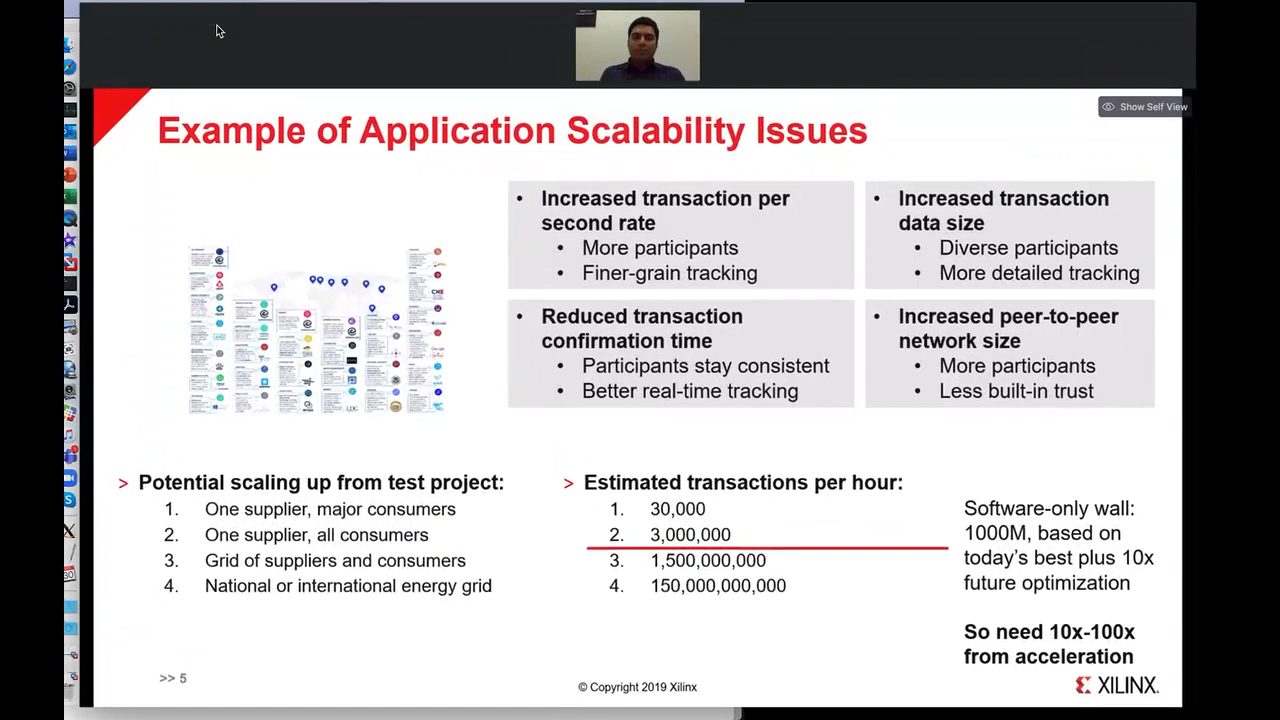 Show Self View
Example of Application Scalability Issues
• Increased transaction per
second rate
• More participants
• Finer-grain tracking
• Increased transaction
data size
• Diverse participants
• More detailed tracking
• Reduced transaction
confirmation time
• Participants stay consistent
• Better real-time tracking
• Increased peer-to-peer
network size
• More participants
• Less built-in trust
> Potential scaling up from test project:
1. One supplier, major consumers
2. One supplier, all consumers
3. Grid of suppliers and consumers
4. National or international energy grid
> Estimated transactions per hour:
1. 30,000
2. 3,000,000
3. 1,500,000,000
4. 150,000,000,000
Software-only wall:
1000M, based on
today's best plus 10x
future optimization
So need 10x-100x
from acceleration
>> 5
© Copyright 2019 Xilinx
XILINX.